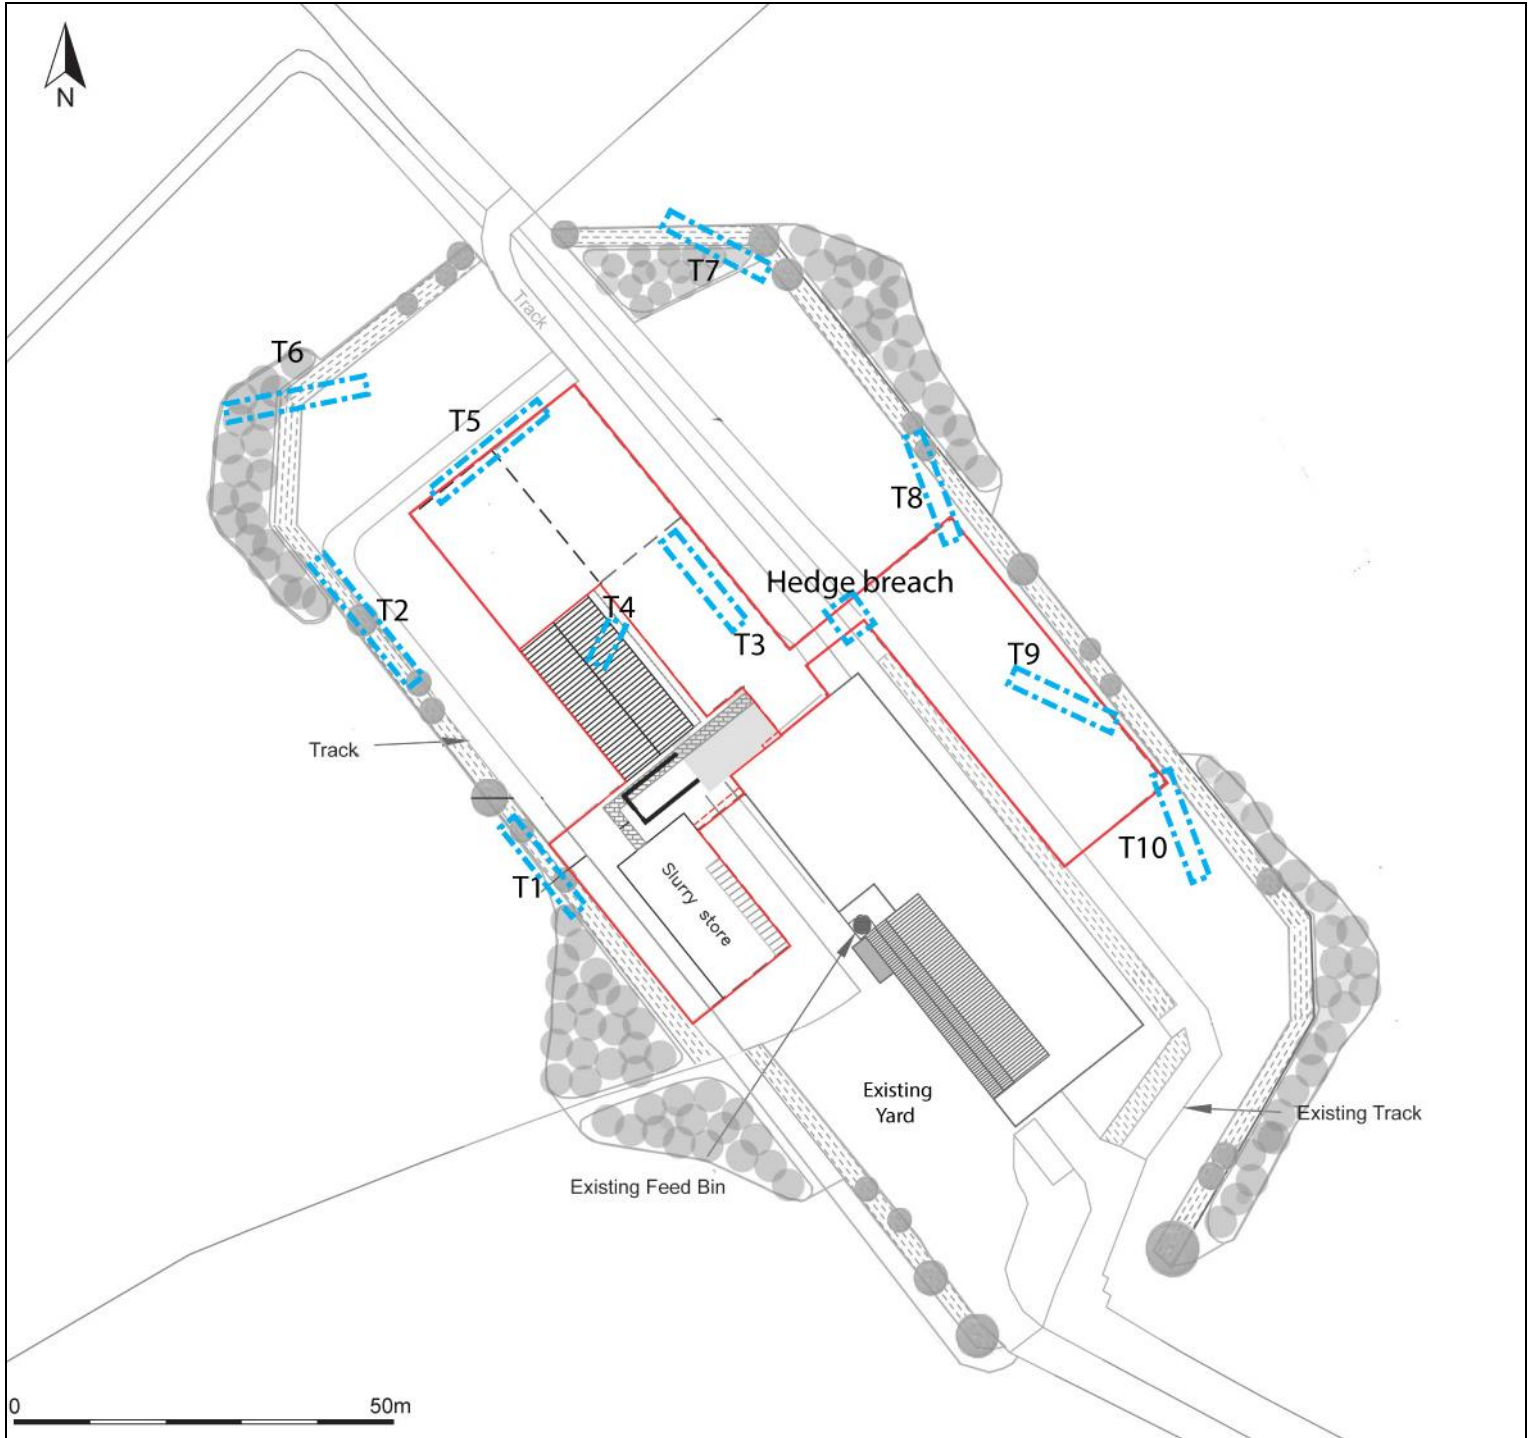 N
Track
T7
T6
T5
T8
Hedge breach
T4
T2
T3
T9
Track
T10
T1
Slurry store
Existing
Yard
Existing Track
Existing Feed Bin
0
50m